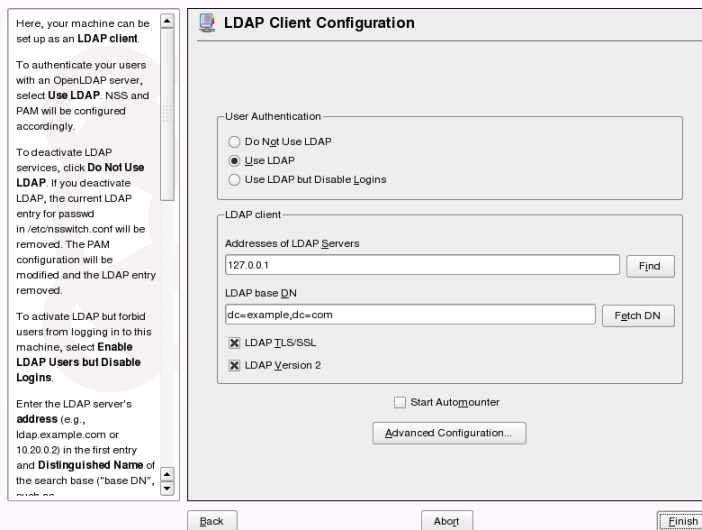 Here, your machine can be
set up as an LDAP client.
To authenticate your users
with an OpenLDAP server,
select Use LDAP. NSS and
PAM will be configured
accordingly.
To deactivate LDAP
services, click Do Not Use
LDAP. If you deactivate
LDAP, the current LDAP
entry for passwd
in /etc/nsswitch.conf will be
removed. The PAM
configuration will be
modified and the LDAP entry
removed.
To activate LDAP but forbid
users from logging in to this
machine, select Enable
LDAP Users but Disable
Logins.
Enter the LDAP server's
address (e.g.,
ldap.example.com or
10.20.0.2) in the first entry
and Distinguished Name of
the search base ("base DN",
such as
LDAP Client Configuration
User Authentication
Do Not Use LDAP
Use LDAP
Use LDAP but Disable Logins
LDAP client
Addresses of LDAP Servers
127.0.0.1
Find
LDAP base DN
dc=example,dc=com
Fetch DN
LDAP TLS/SSL
LDAP Version 2
Start Automounter
Advanced Configuration...
Back
Abort
Finish